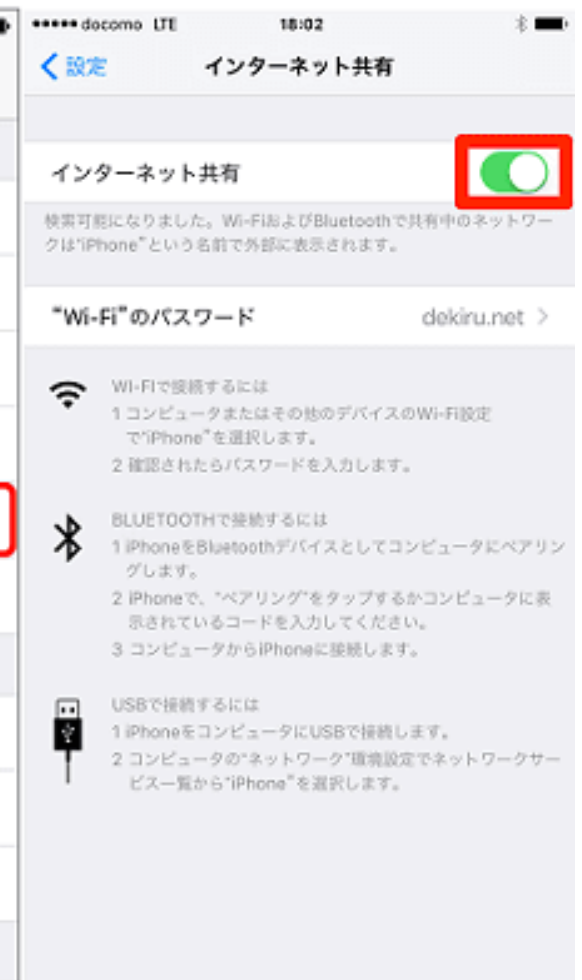 docomo LTE 18:02
設定 インターネット共有
インターネット共有
検索可能になりました。Wi-FiおよびBluetoothで共有中のネットワー
クは“iPhone”という名前で外部に表示されます。
“Wi-Fi”のパスワード dekiru.net
WI-FIで接続するには
1 コンピュータまたはその他のデバイスのWi-Fi設定
で“iPhone”を選択します。
2 確認されたらパスワードを入力します。
BLUETOOTHで接続するには
1 iPhoneをBluetoothデバイスとしてコンピュータにペアリン
グします。
2 iPhoneで、“ペアリング”をタップするかコンピュータに表
示されているコードを入力してください。
3 コンピュータからiPhoneに接続します。
USBで接続するには
1 iPhoneをコンピュータにUSBで接続します。
2 コンピュータの“ネットワーク”環境設定でネットワークサー
ビス一覧から“iPhone”を選択します。